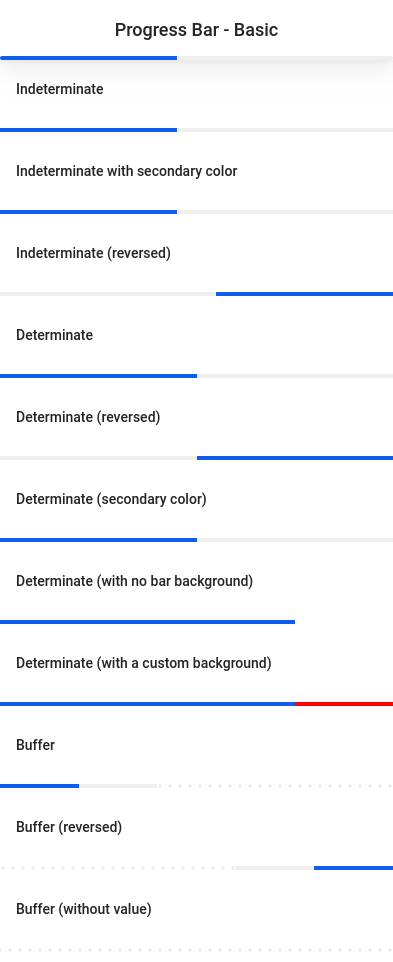 Progress Bar - Basic
Indeterminate
Indeterminate with secondary color
Indeterminate (reversed)
Determinate
Determinate (reversed)
Determinate (secondary color)
Determinate (with no bar background)
Determinate (with a custom background)
Buffer
Buffer (reversed)
Buffer (without value)